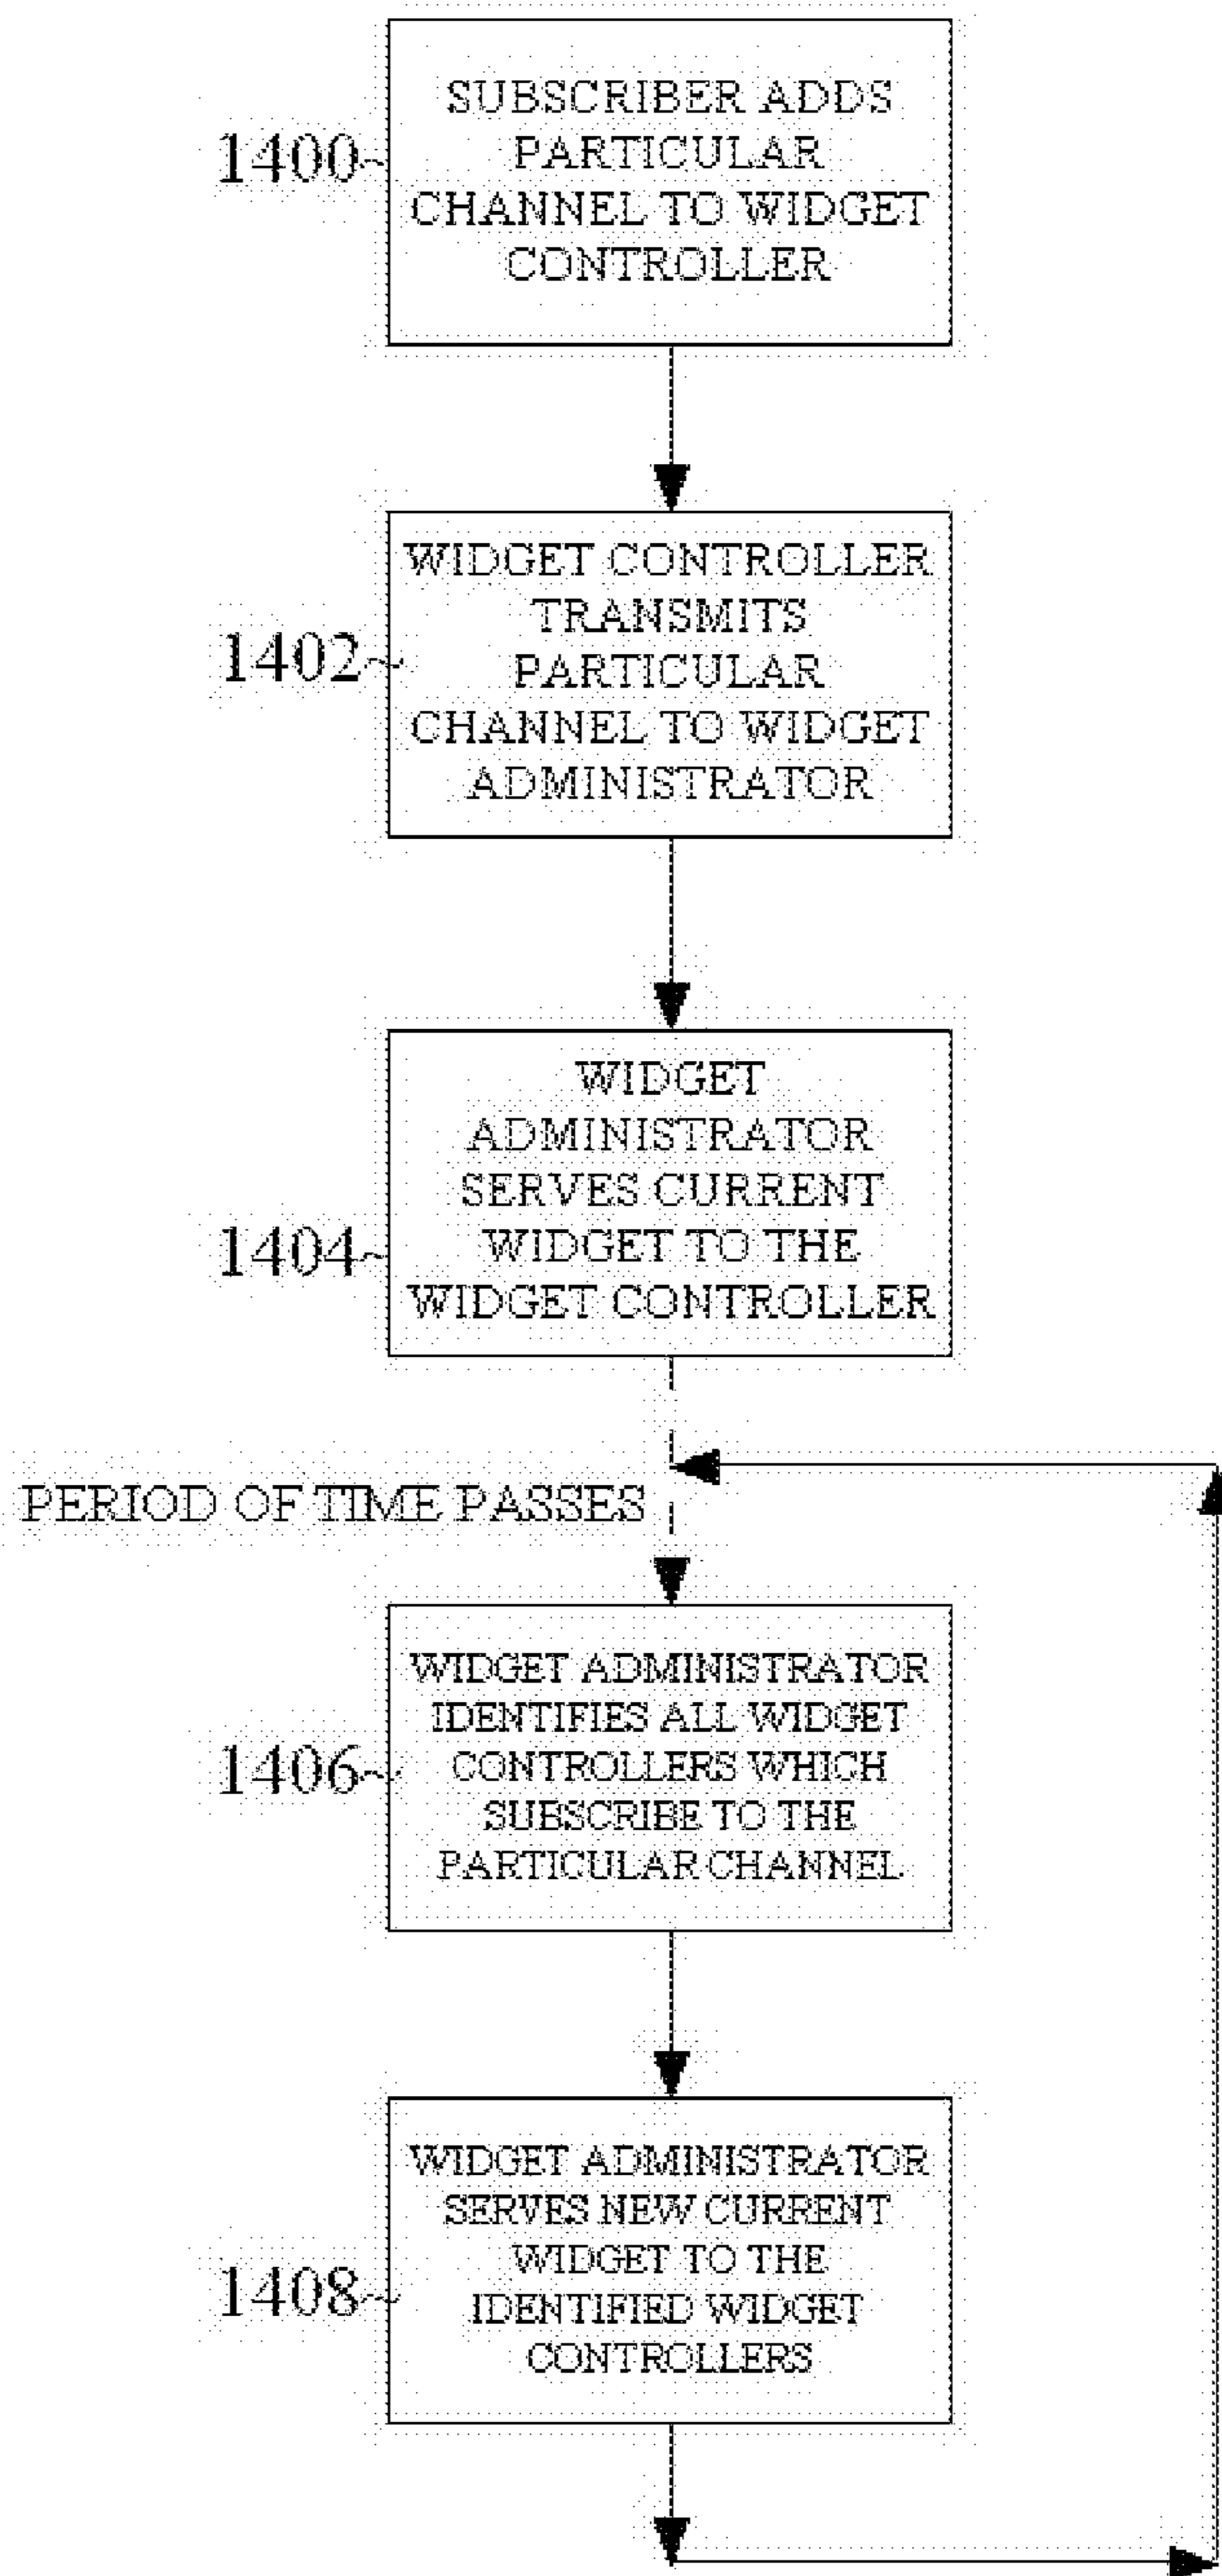 SUBSCRIBER ADDS
PARTICULAR
CHANNEL TO WIDGET
CONTROLLER
1400~
WIDGET CONTROLLER
TRANSMITS
PARTICULAR
CHANNEL TO WIDGET
ADMINISTRATOR
1402~
WIDGET
ADMINISTRATOR
SERVES CURRENT
WIDGET TO THE
WIDGET CONTROLLER
1404~
PERIOD OF TIME PASSES
WIDGET ADMINISTRATOR
IDENTIFIES ALL WIDGET
CONTROLLERS WHICH
SUBSCRIBE TO THE
PARTICULAR CHANNEL
1406~
WIDGET ADMINISTRATOR
SERVES NEW CURRENT
WIDGET TO THE
IDENTIFIED WIDGET
CONTROLLERS
1408~